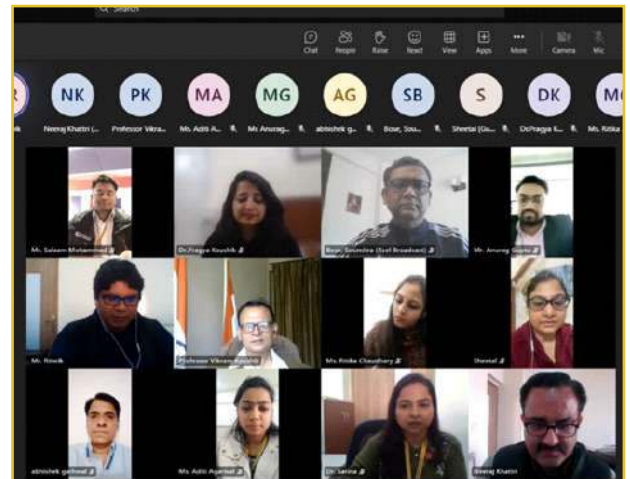 Search
Chat People Raise React View Apps More Camera Mic
NK PK MA MG AG SB S DK
Neeraj Khattri (... Professor Vikra... Ms. Aditi A... Mr Anurag... abhishek g... Bose, Sou... Sheetal (Gu... Dr.Pragya K... Ms. Ritika
Mr. Saleem Mohammed Dr.Pragya Kaushik Bose, Soumitra (Excl Broadcast) Mr. Anurag Gupta
Mr. Ritwik Professor Vikram Kaushik Ms. Ritika Chaudhary Sheetal
abhishek garhwal Ms. Aditi Agarwal Dr. Sarina Neeraj Khattri